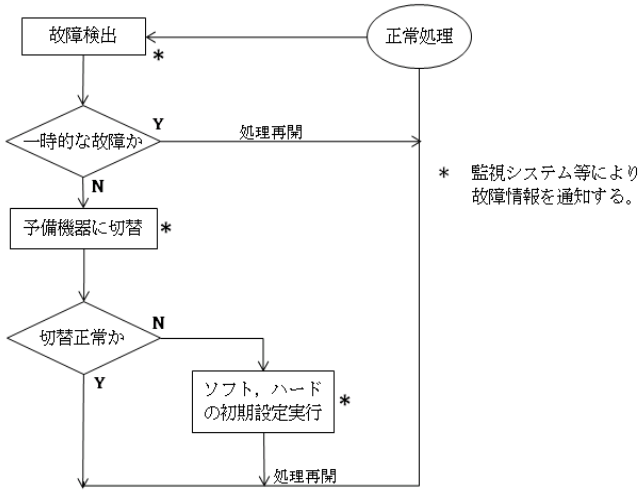 故障検出
*
正常処理
一時的な故障か
Y
処理再開
N
* 監視システム等により
故障情報を通知する。
予備機器に切替
*
切替正常か
N
Y
ソフト，ハード
の初期設定実行
*
処理再開